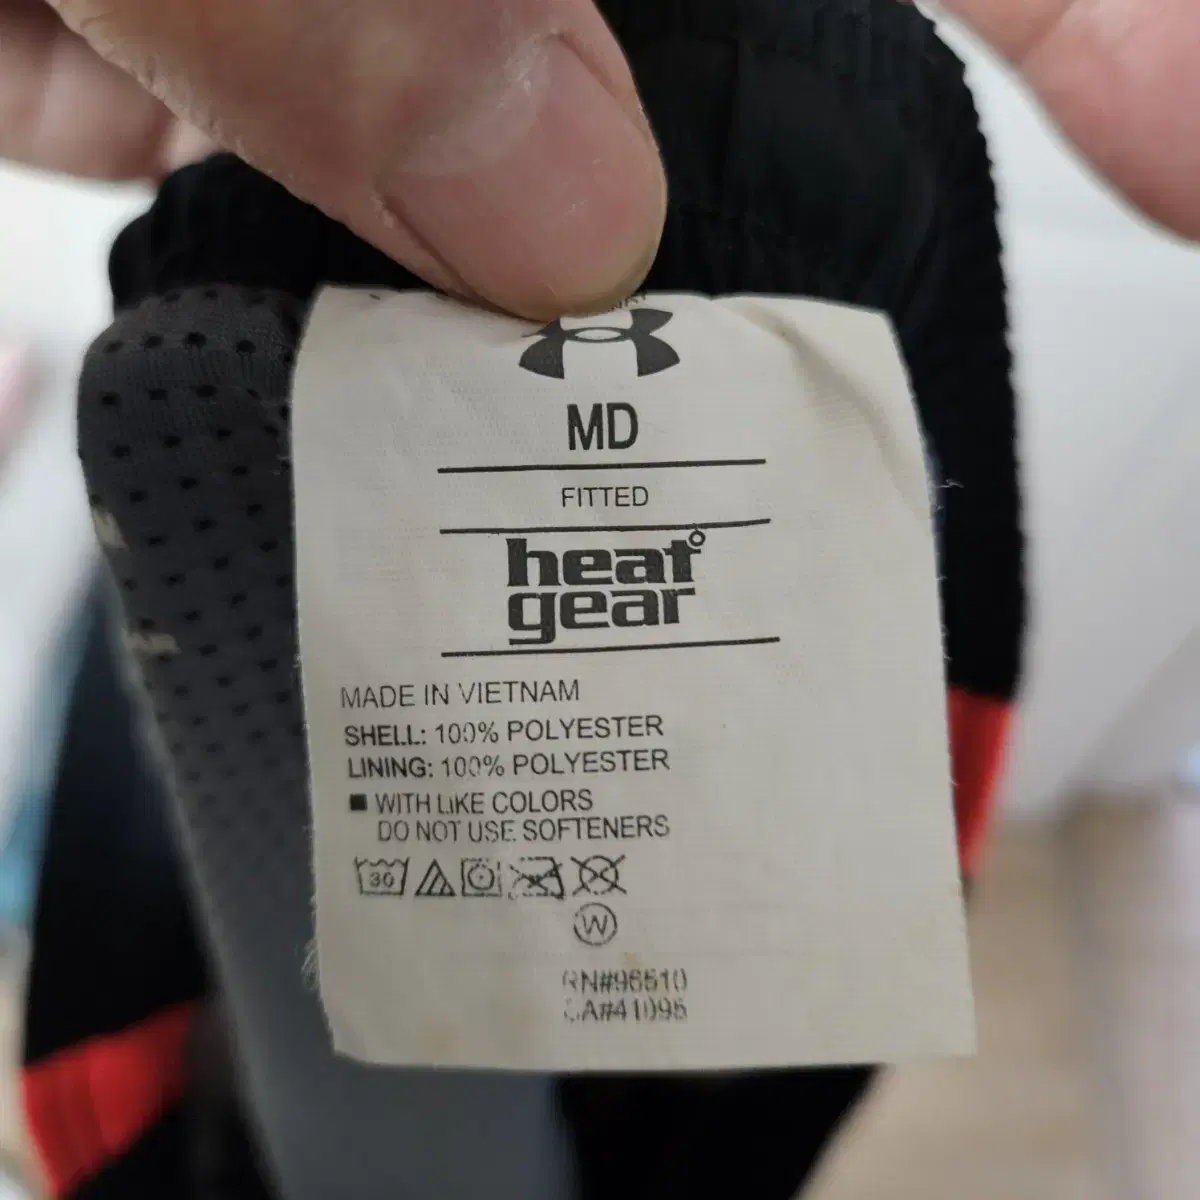 MD
FITTED
heat
gear
MADE IN VIETNAM
SHELL: 100% POLYESTER
LINING: 100% POLYESTER
■ WITH LIKE COLORS
DO NOT USE SOFTENERS
30
W
RN#96510
CA#41095